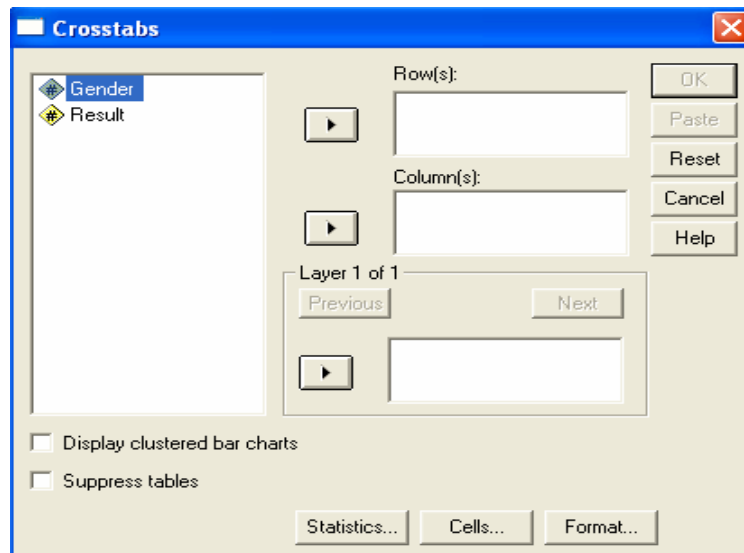 Crosstabs
# Gender
# Result
Row(s):
Column(s):
Layer 1 of 1
Previous
Next
OK
Paste
Reset
Cancel
Help
Display clustered bar charts
Suppress tables
Statistics...
Cells...
Format...